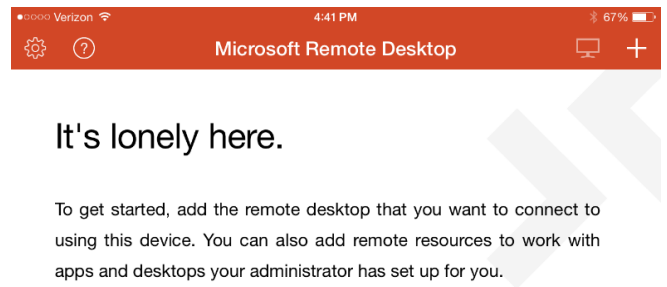 Verizon 4:41 PM 67%
Microsoft Remote Desktop
It's lonely here.
To get started, add the remote desktop that you want to connect to
using this device. You can also add remote resources to work with
apps and desktops your administrator has set up for you.